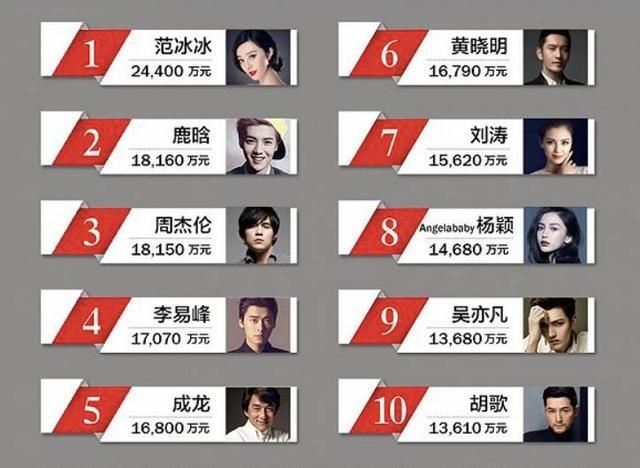 1
范冰冰
24,400 万元
2
鹿晗
18,160 万元
3
周杰伦
18,150 万元
4
李易峰
17,070 万元
5
成龙
16,800 万元
6
黄晓明
16,790 万元
7
刘涛
15,620 万元
8
Angelababy 杨颖
14,680 万元
9
吴亦凡
13,680 万元
10
胡歌
13,610 万元